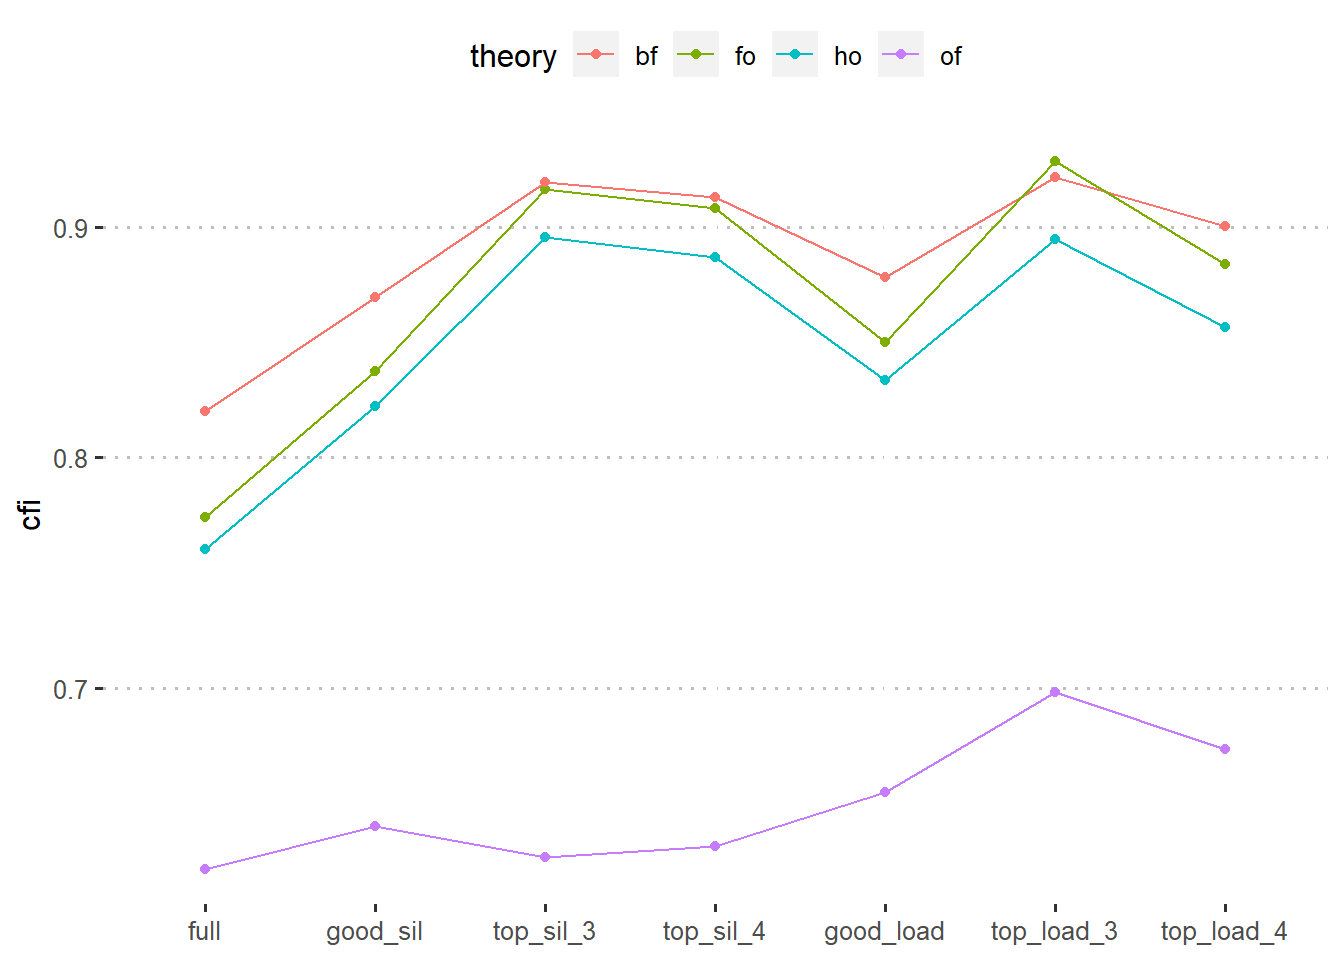 theory bf fo ho of
0.9
0.8
cfi
0.7
full good_sil top_sil_3 top_sil_4 good_load top_load_3 top_load_4